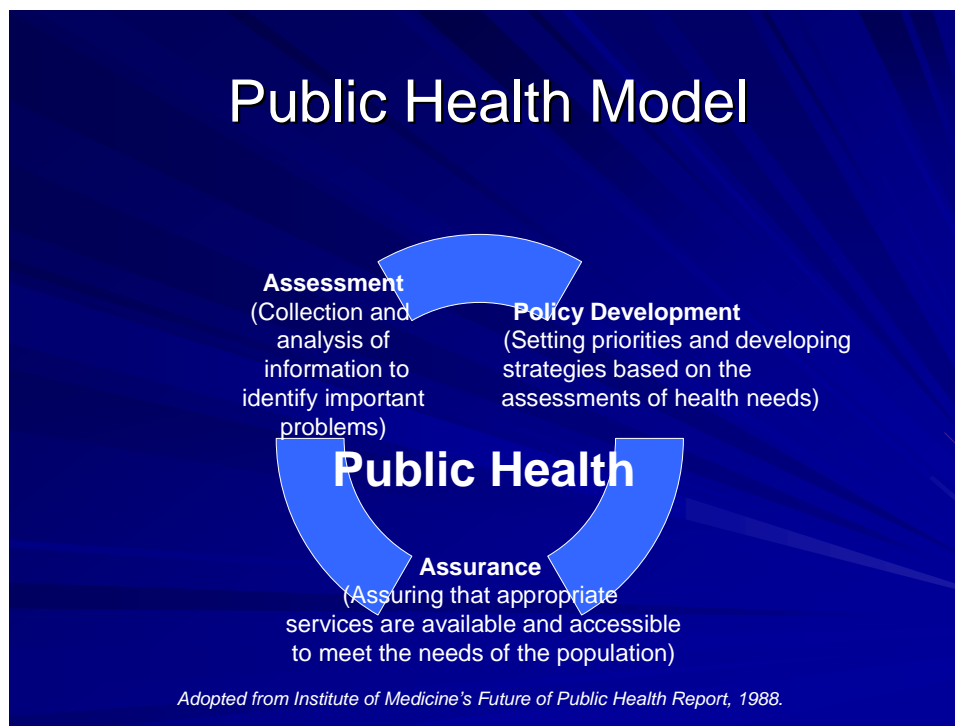 Public Health Model
Assessment
(Collection and
analysis of
information to
identify important
problems)
Policy Development
(Setting priorities and developing
strategies based on the
assessments of health needs)
Public Health
Assurance
(Assuring that appropriate
services are available and accessible
to meet the needs of the population)
Adopted from Institute of Medicine's Future of Public Health Report, 1988.